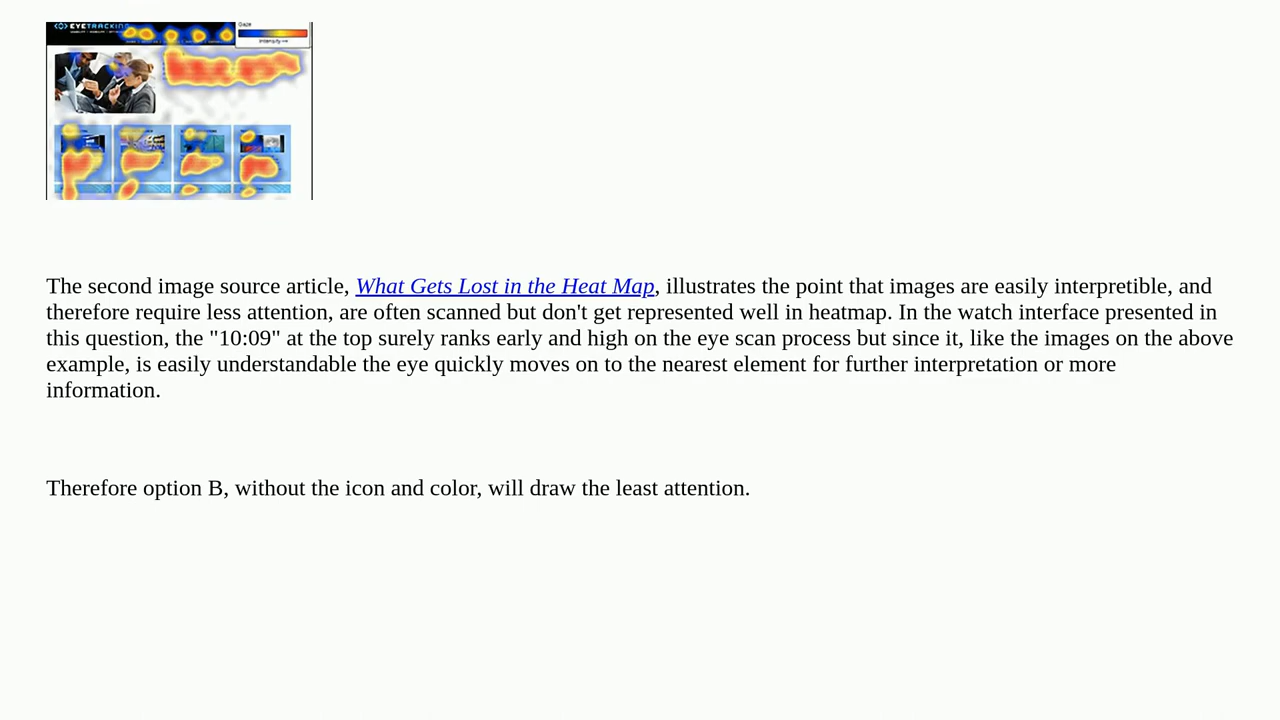 EYETRACKING
Gaze
Intensity
The second image source article, What Gets Lost in the Heat Map, illustrates the point that images are easily interpretible, and
therefore require less attention, are often scanned but don't get represented well in heatmap. In the watch interface presented in
this question, the "10:09" at the top surely ranks early and high on the eye scan process but since it, like the images on the above
example, is easily understandable the eye quickly moves on to the nearest element for further interpretation or more
information.
Therefore option B, without the icon and color, will draw the least attention.